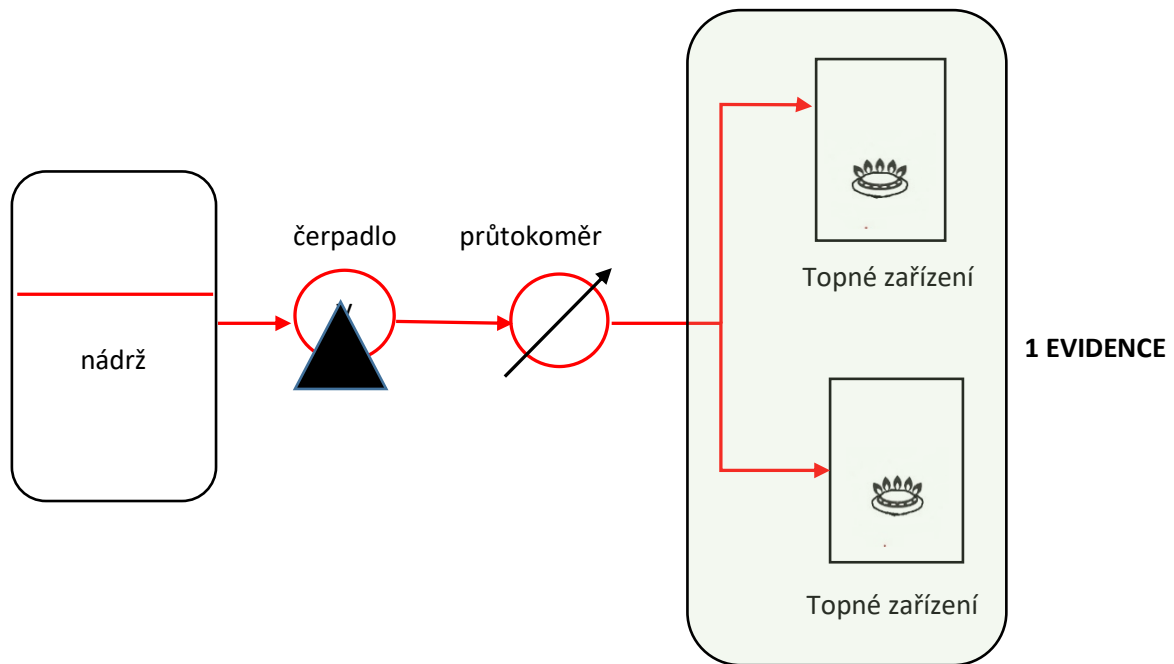 čerpadlo
průtokoměr
nádrž
Topné zařízení
1 EVIDENCE
Topné zařízení